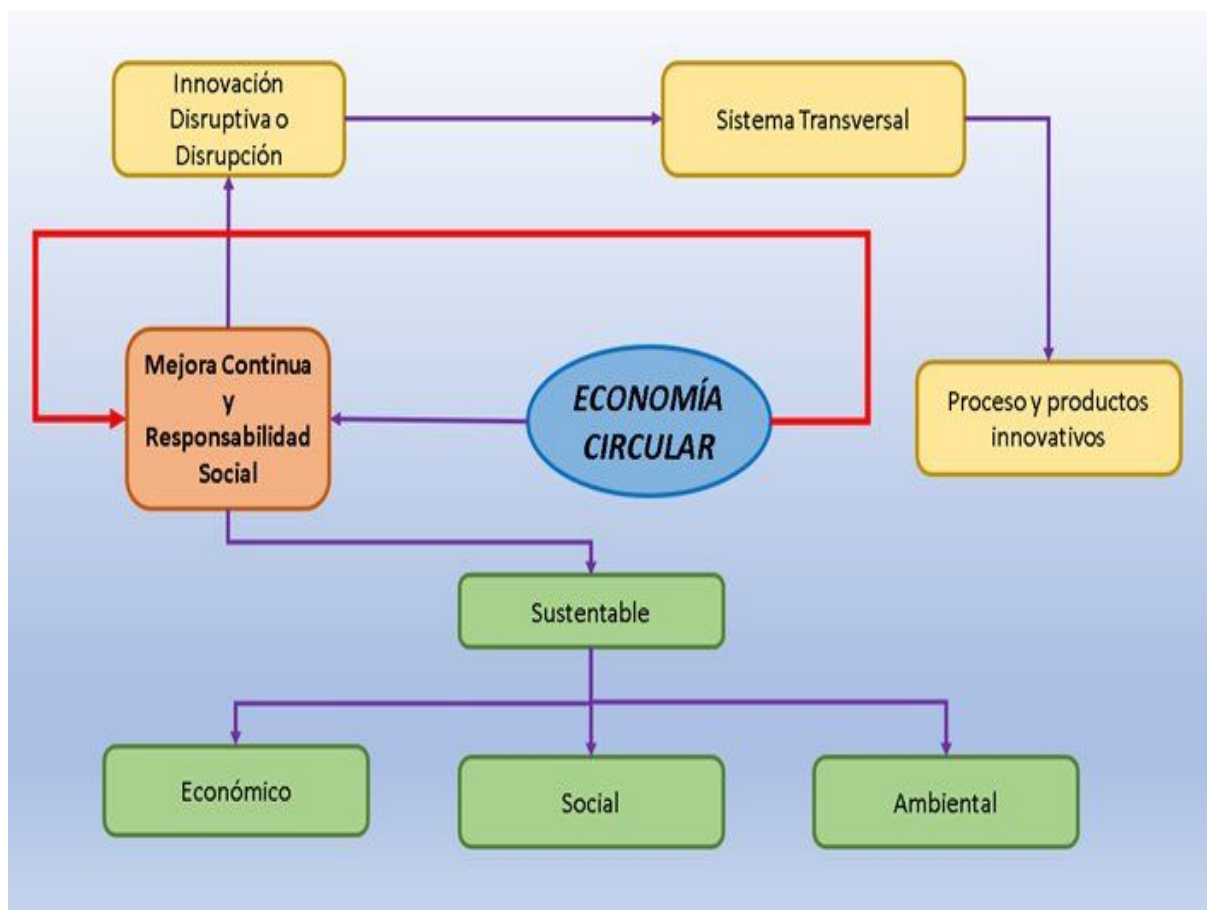 Innovación
Disruptiva o
Disrupción
Sistema Transversal
Mejora Continua
y
Responsabilidad
Social
ECONOMÍA
CIRCULAR
Proceso y productos
innovativos
Sustentable
Económico
Social
Ambiental